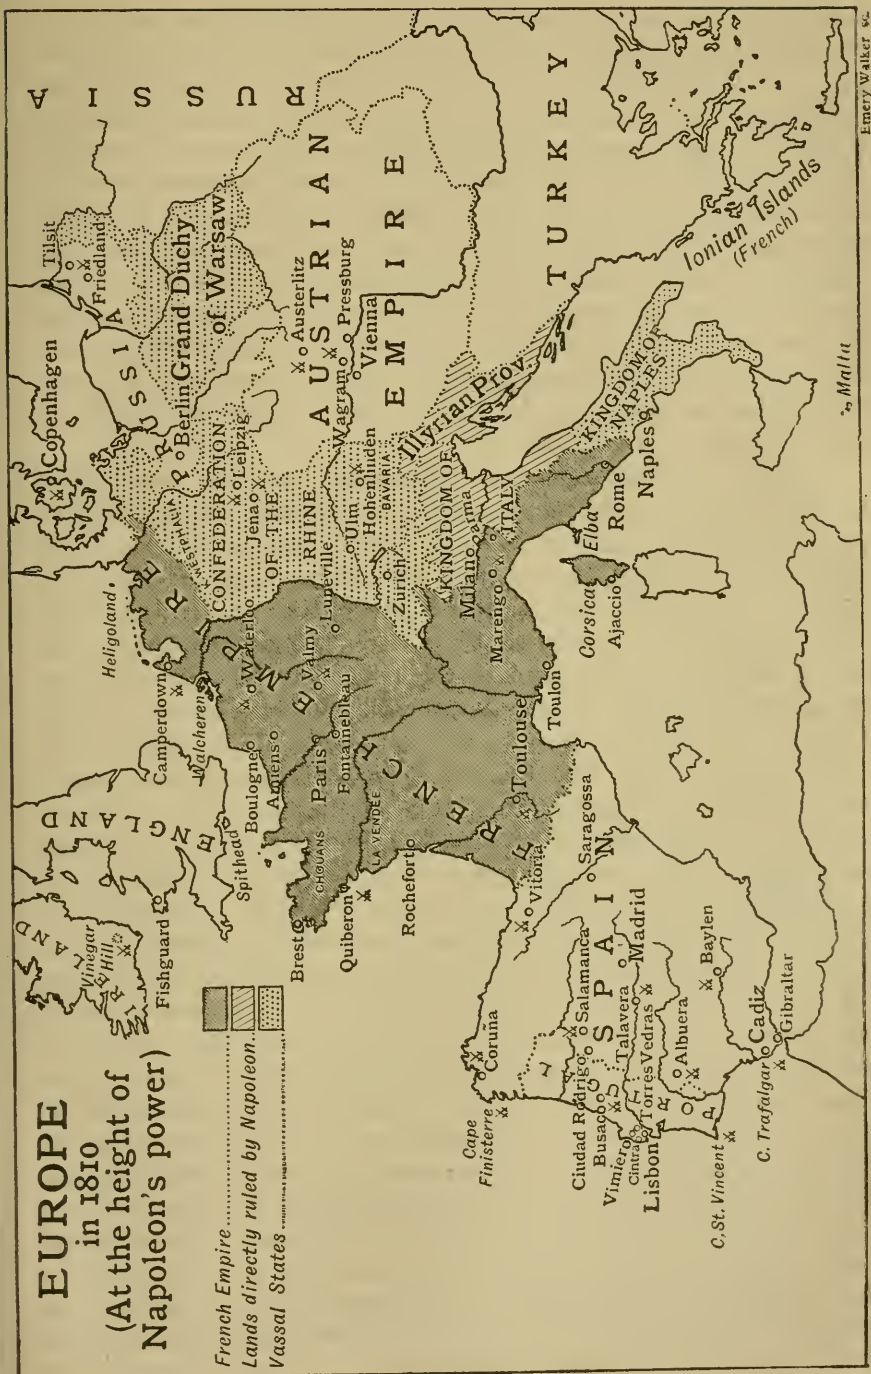 EUROPE
in 1810
(At the height of
Napoleon's power)
French Empire
Lands directly ruled by Napoleon
Vassal States
IRELAND
Vinegar
Hill
Fishguard
ENGLAND
Spithead
Heligoland
Camperdown
Walcheren
Copenhagen
Tilsit
Friedland
RUSSIA
PRUSSIA
Berlin
Grand Duchy
of Warsaw
WESTPHALIA
CONFEDERATION
OF THE
RHINE
Leipzig
Jena
Waterloo
Boulogne
Amiens
Valmy
Luneville
Paris
Fontainebleau
FRENCH EMPIRE
Brest
CHOUANS
Quiberon
LA VENDÉE
Rochefort
Ulm
Hohenlinden
BAVARIA
Zurich
Austerlitz
Pressburg
Wagram
Vienna
AUSTRIAN
EMPIRE
Illyrian Prov.
KINGDOM OF
ITALY
Milan
Parma
Marengo
Toulouse
Toulon
Elba
Corsica
Ajaccio
Rome
Naples
KINGDOM OF
NAPLES
TURKEY
Ionian Islands
(French)
Malta
Cape
Finisterre
Coruña
Vitoria
Saragossa
SPAIN
Salamanca
Ciudad Rodrigo
Madrid
Talavera
Busaco
Vimiero
Cintra
Torres Vedras
Lisbon
PORTUGAL
Albuera
Baylen
C. St. Vincent
C. Trafalgar
Cadiz
Gibraltar
Emery Walker sc.